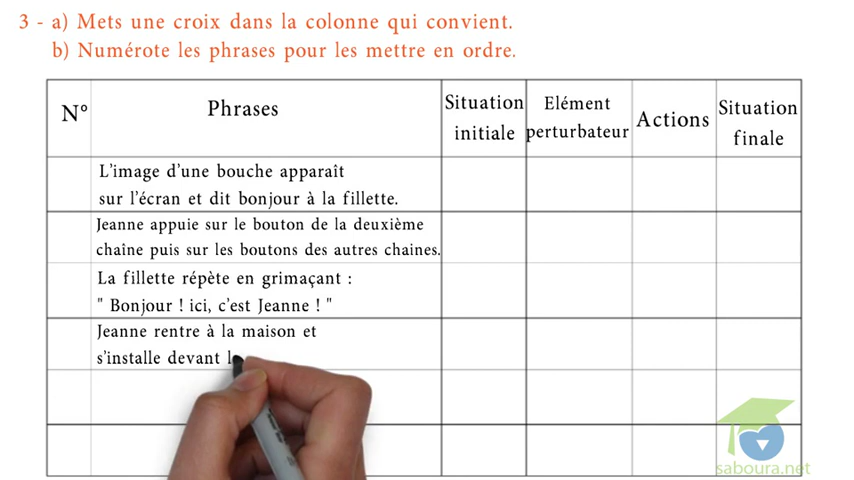 3 - a) Mets une croix dans la colonne qui convient.
b) Numérote les phrases pour les mettre en ordre.
N°
Phrases
Situation
initiale
Elément
perturbateur
Actions
Situation
finale
L'image d'une bouche apparaît
sur l'écran et dit bonjour à la fillette.
Jeanne appuie sur le bouton de la deuxième
chaîne puis sur les boutons des autres chaines.
La fillette répète en grimaçant :
" Bonjour ! ici, c'est Jeanne ! "
Jeanne rentre à la maison et
s'installe devant l
saboura.net